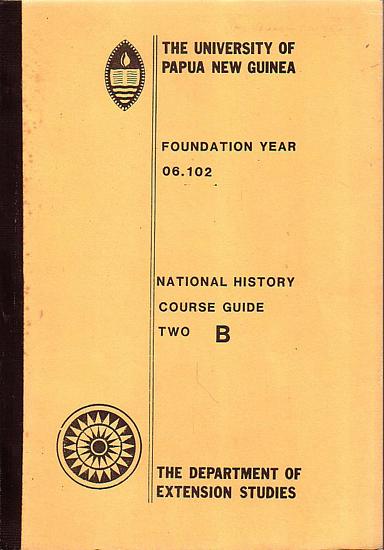 THE UNIVERSITY OF
PAPUA NEW GUINEA
FOUNDATION YEAR
06.102
NATIONAL HISTORY
COURSE GUIDE
TWO B
THE DEPARTMENT OF
EXTENSION STUDIES